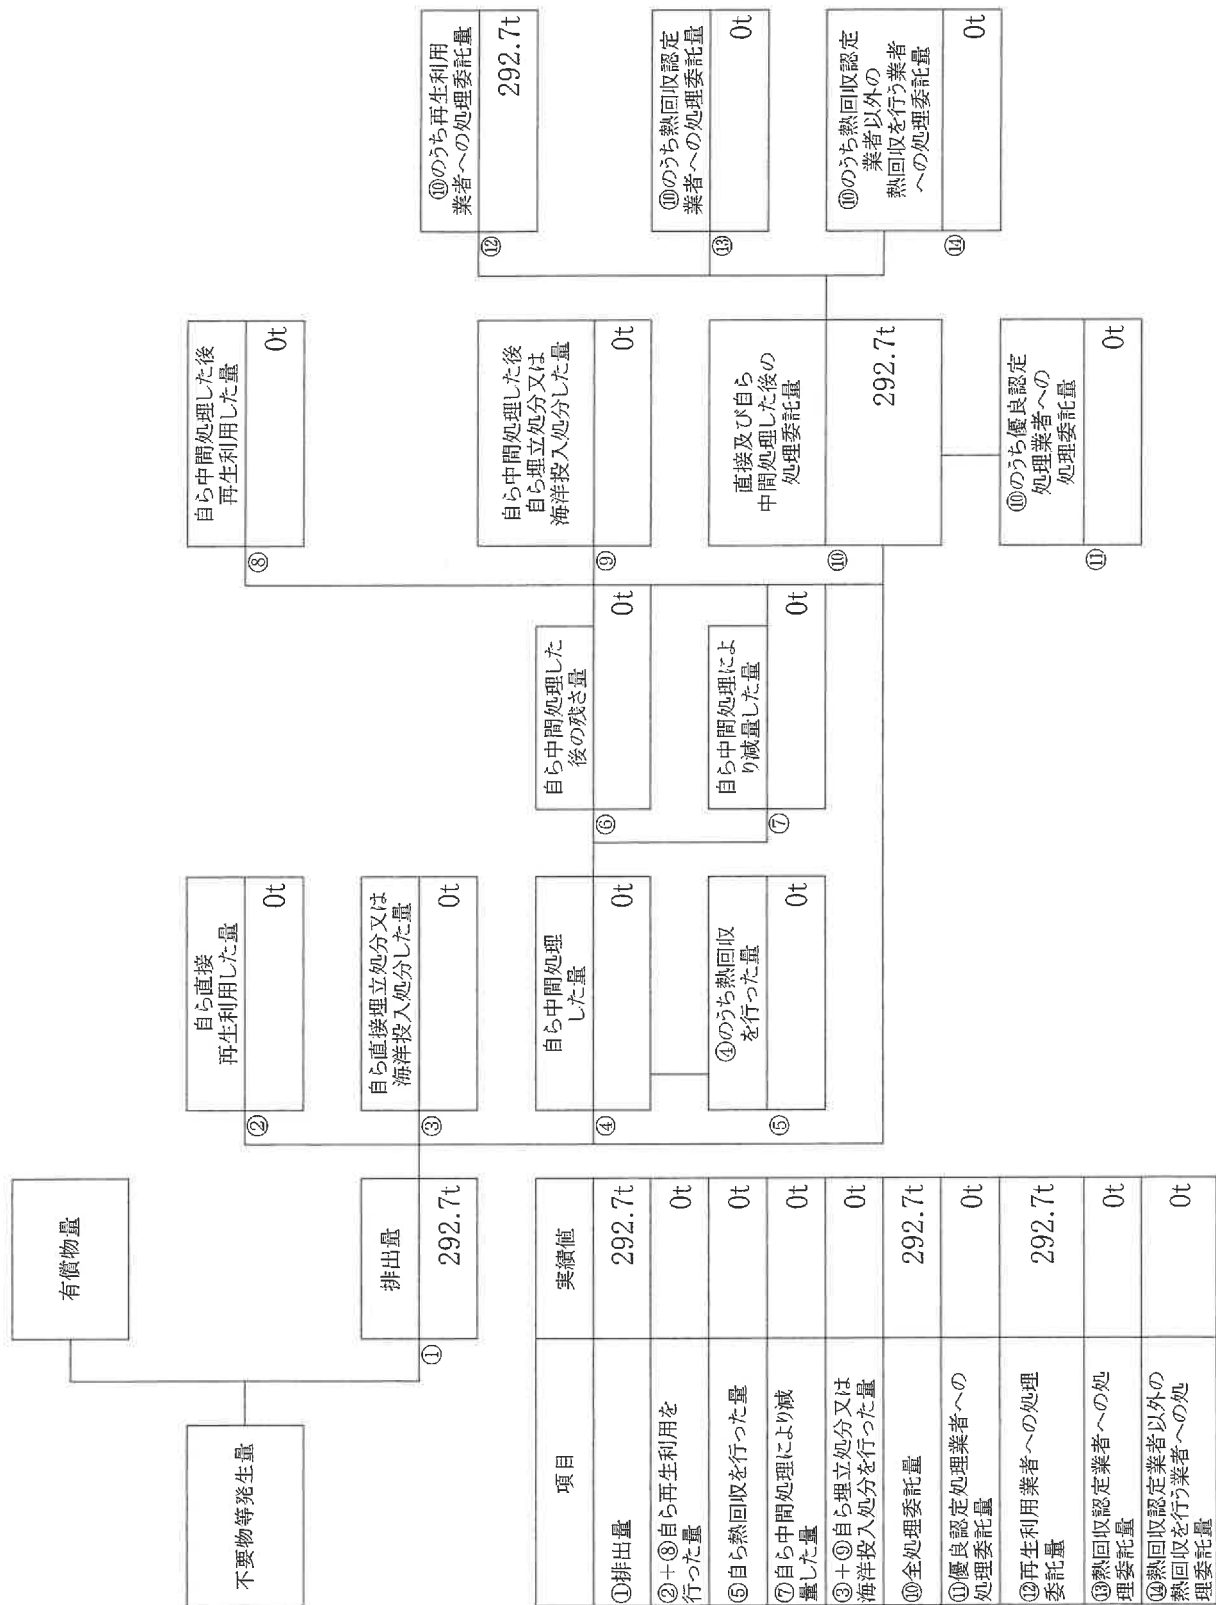 不要物等発生量
有償物量
排出量
①
292.7t
自ら直接
再生利用した量
②
0t
自ら直接埋立処分又は
海洋投入処分した量
③
0t
自ら中間処理
した量
④
0t
④のうち熱回収
を行った量
⑤
0t
自ら中間処理した
後の残さ量
⑥
0t
自ら中間処理によ
り減量した量
⑦
0t
自ら中間処理した後
再生利用した量
⑧
0t
自ら中間処理した後
自ら埋立処分又は
海洋投入処分した量
⑨
0t
直接及び自ら
中間処理した後の
処理委託量
⑩
292.7t
⑩のうち優良認定
処理業者への
処理委託量
⑪
0t
⑩のうち再生利用
業者への処理委託量
⑫
292.7t
⑩のうち熱回収認定
業者への処理委託量
⑬
0t
⑩のうち熱回収認定
業者以外の
熱回収を行う業者
への処理委託量
⑭
0t
項目
実績値
①排出量
292.7t
②+⑧自ら再生利用を
行った量
0t
⑤自ら熱回収を行った量
0t
⑦自ら中間処理により減
量した量
0t
③+⑨自ら埋立処分又は
海洋投入処分を行った量
0t
⑩全処理委託量
292.7t
⑪優良認定処理業者への
処理委託量
0t
⑫再生利用業者への処理
委託量
292.7t
⑬熱回収認定業者への処
理委託量
0t
⑭熱回収認定業者以外の
熱回収を行う業者への処
理委託量
0t